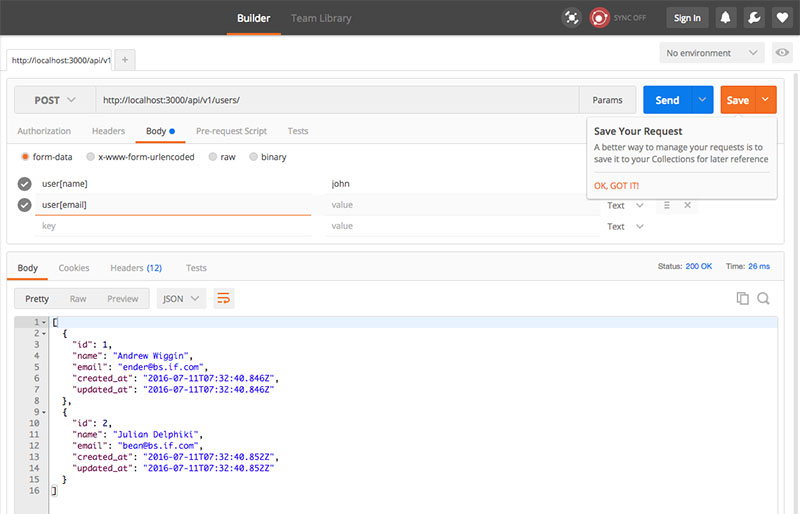 Builder Team Library SYNC OFF Sign In
http://localhost:3000/api/v1 + No environment
POST http://localhost:3000/api/v1/users/ Params Send Save
Authorization Headers Body Pre-request Script Tests
Save Your Request
A better way to manage your requests is to
save it to your Collections for later reference
OK, GOT IT!
form-data x-www-form-urlencoded raw binary
user[name] john
user[email] value Text
key value Text
Body Cookies Headers (12) Tests Status: 200 OK Time: 26 ms
Pretty Raw Preview JSON
1 [
2 {
3 "id": 1,
4 "name": "Andrew Wiggin",
5 "email": "ender@bs.if.com",
6 "created_at": "2016-07-11T07:32:40.846Z",
7 "updated_at": "2016-07-11T07:32:40.846Z"
8 },
9 {
10 "id": 2,
11 "name": "Julian Delphiki",
12 "email": "bean@bs.if.com",
13 "created_at": "2016-07-11T07:32:40.852Z",
14 "updated_at": "2016-07-11T07:32:40.852Z"
15 }
16 ]